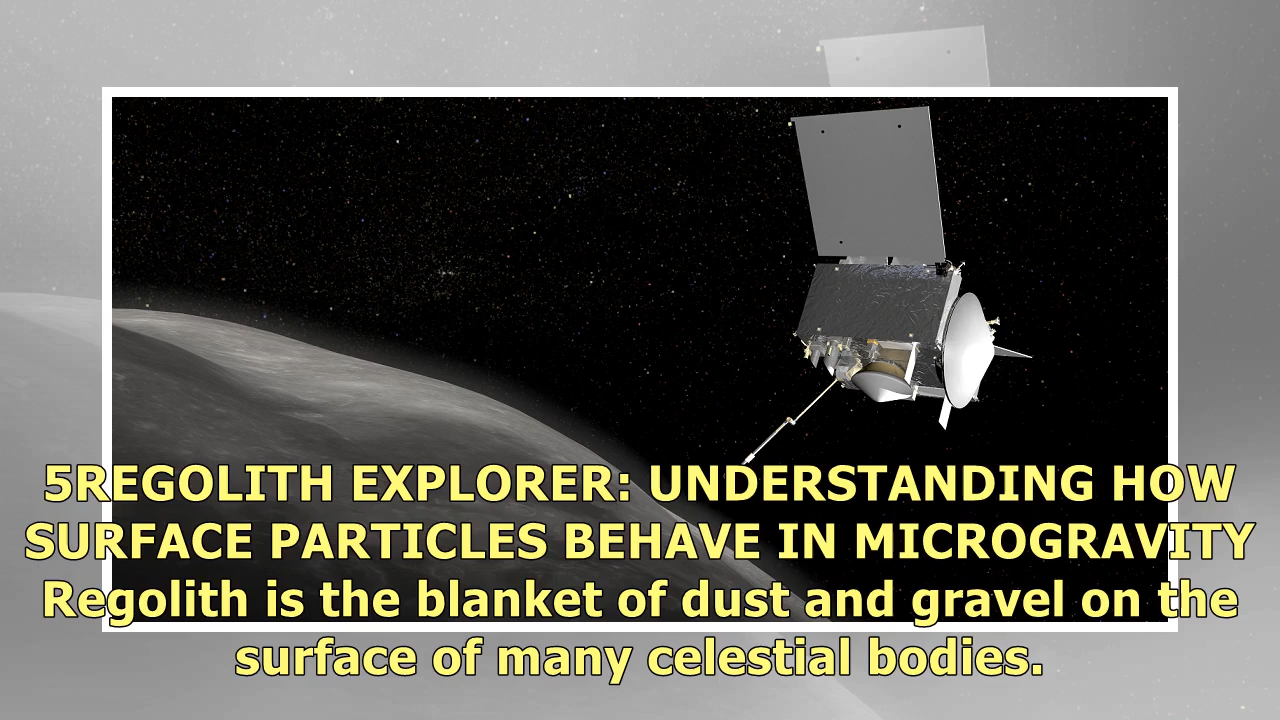 5REGOLITH EXPLORER: UNDERSTANDING HOW
SURFACE PARTICLES BEHAVE IN MICROGRAVITY
Regolith is the blanket of dust and gravel on the
surface of many celestial bodies.